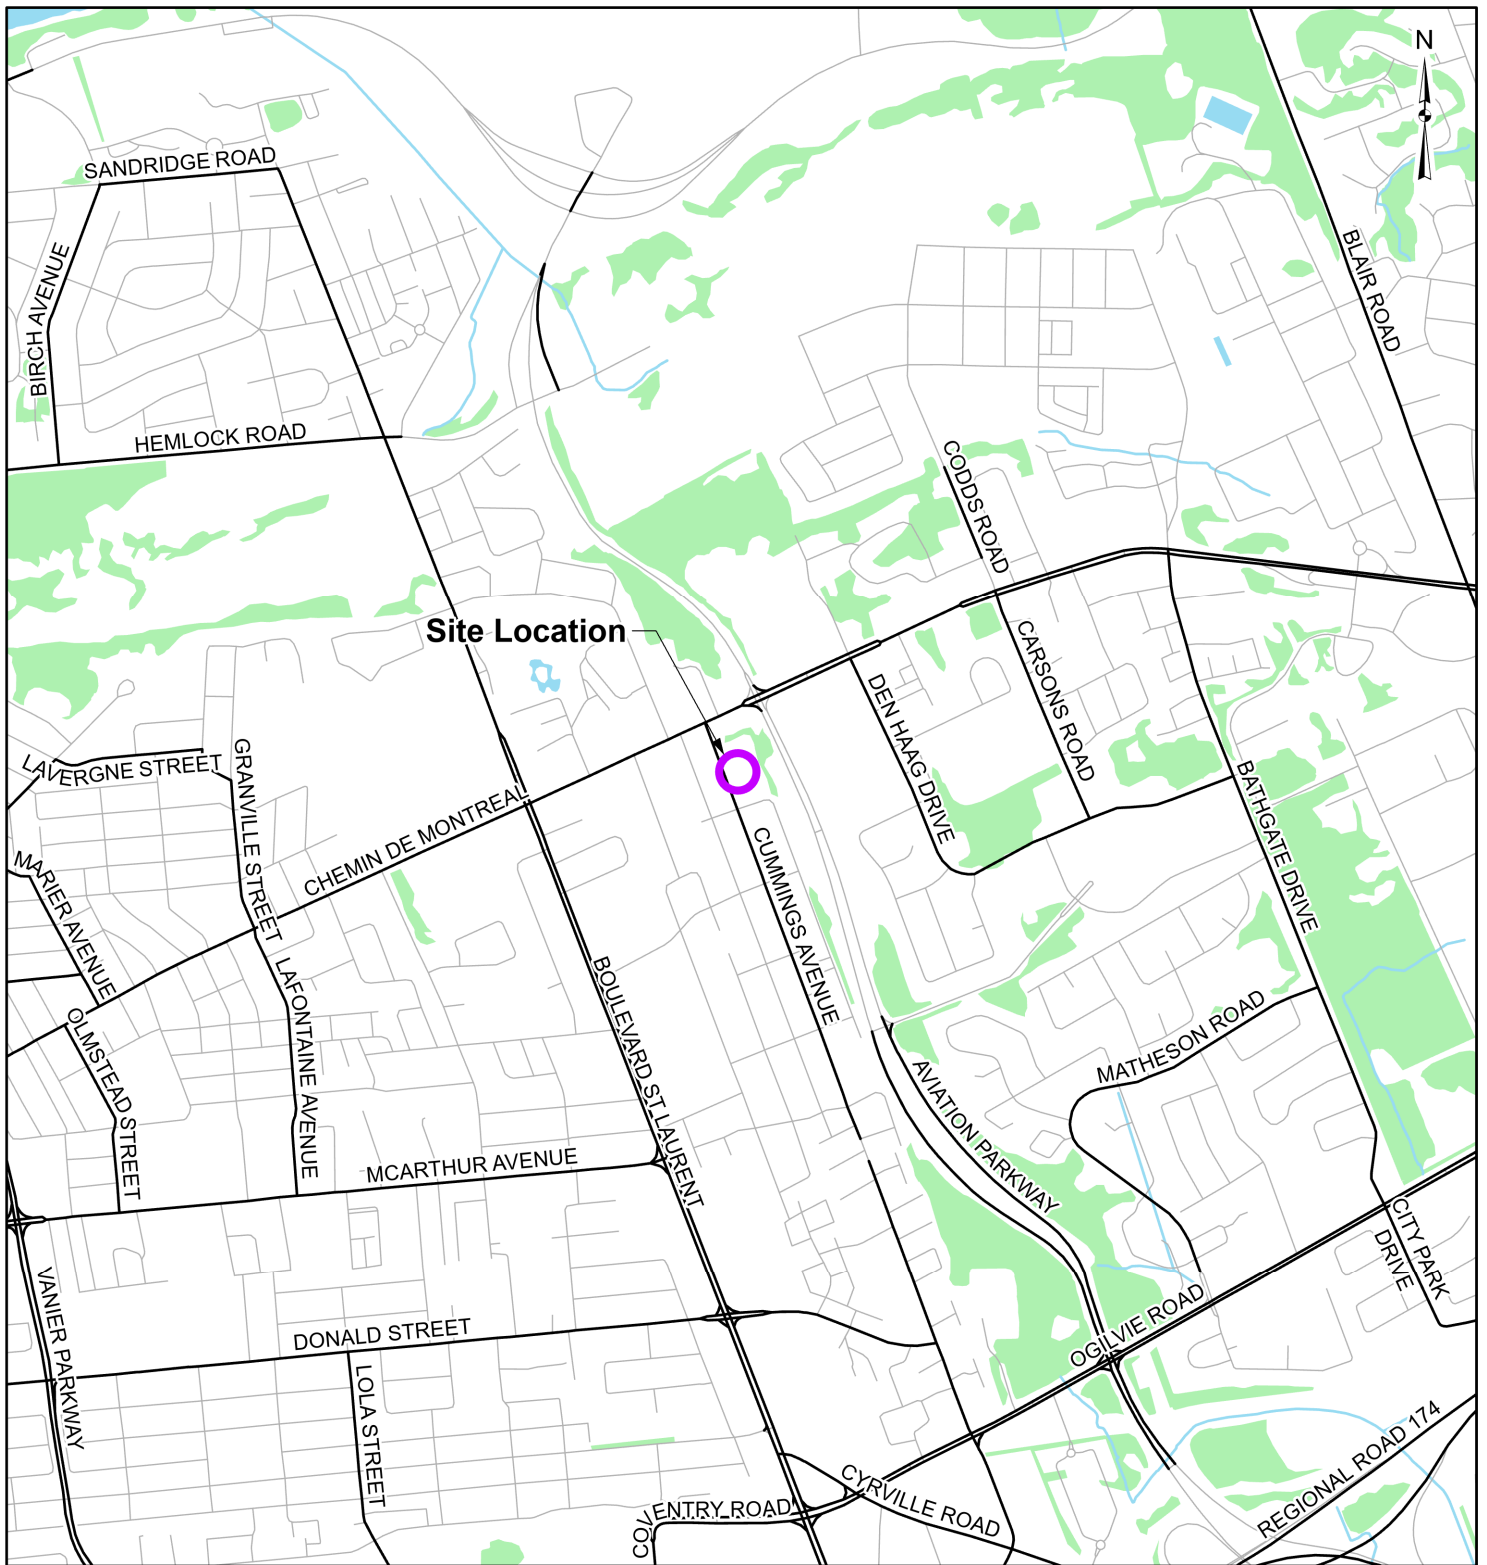 N
SANDRIDGE ROAD
BIRCH AVENUE
BLAIR ROAD
HEMLOCK ROAD
CODDS ROAD
Site Location
CARSONS ROAD
DEN HAAG DRIVE
LAVERGNE STREET
GRANVILLE STREET
CHEMIN DE MONTREAL
BATHGATE DRIVE
CUMMINGS AVENUE
MARIER AVENUE
LAFONTAINE AVENUE
BOULEVARD ST LAURENT
OLMSTEAD STREET
MATHESON ROAD
AVIATION PARKWAY
MCARTHUR AVENUE
CITY PARK
DRIVE
VANIER PARKWAY
DONALD STREET
OGILVIE ROAD
LOLA STREET
REGIONAL ROAD 174
CYRVILLE ROAD
COVENTRY ROAD